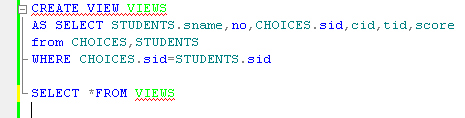 CREATE VIEW VIEWS
AS SELECT STUDENTS.sname,no,CHOICES.sid,cid,tid,score
from CHOICES,STUDENTS
WHERE CHOICES.sid=STUDENTS.sid
SELECT *FROM VIEWS